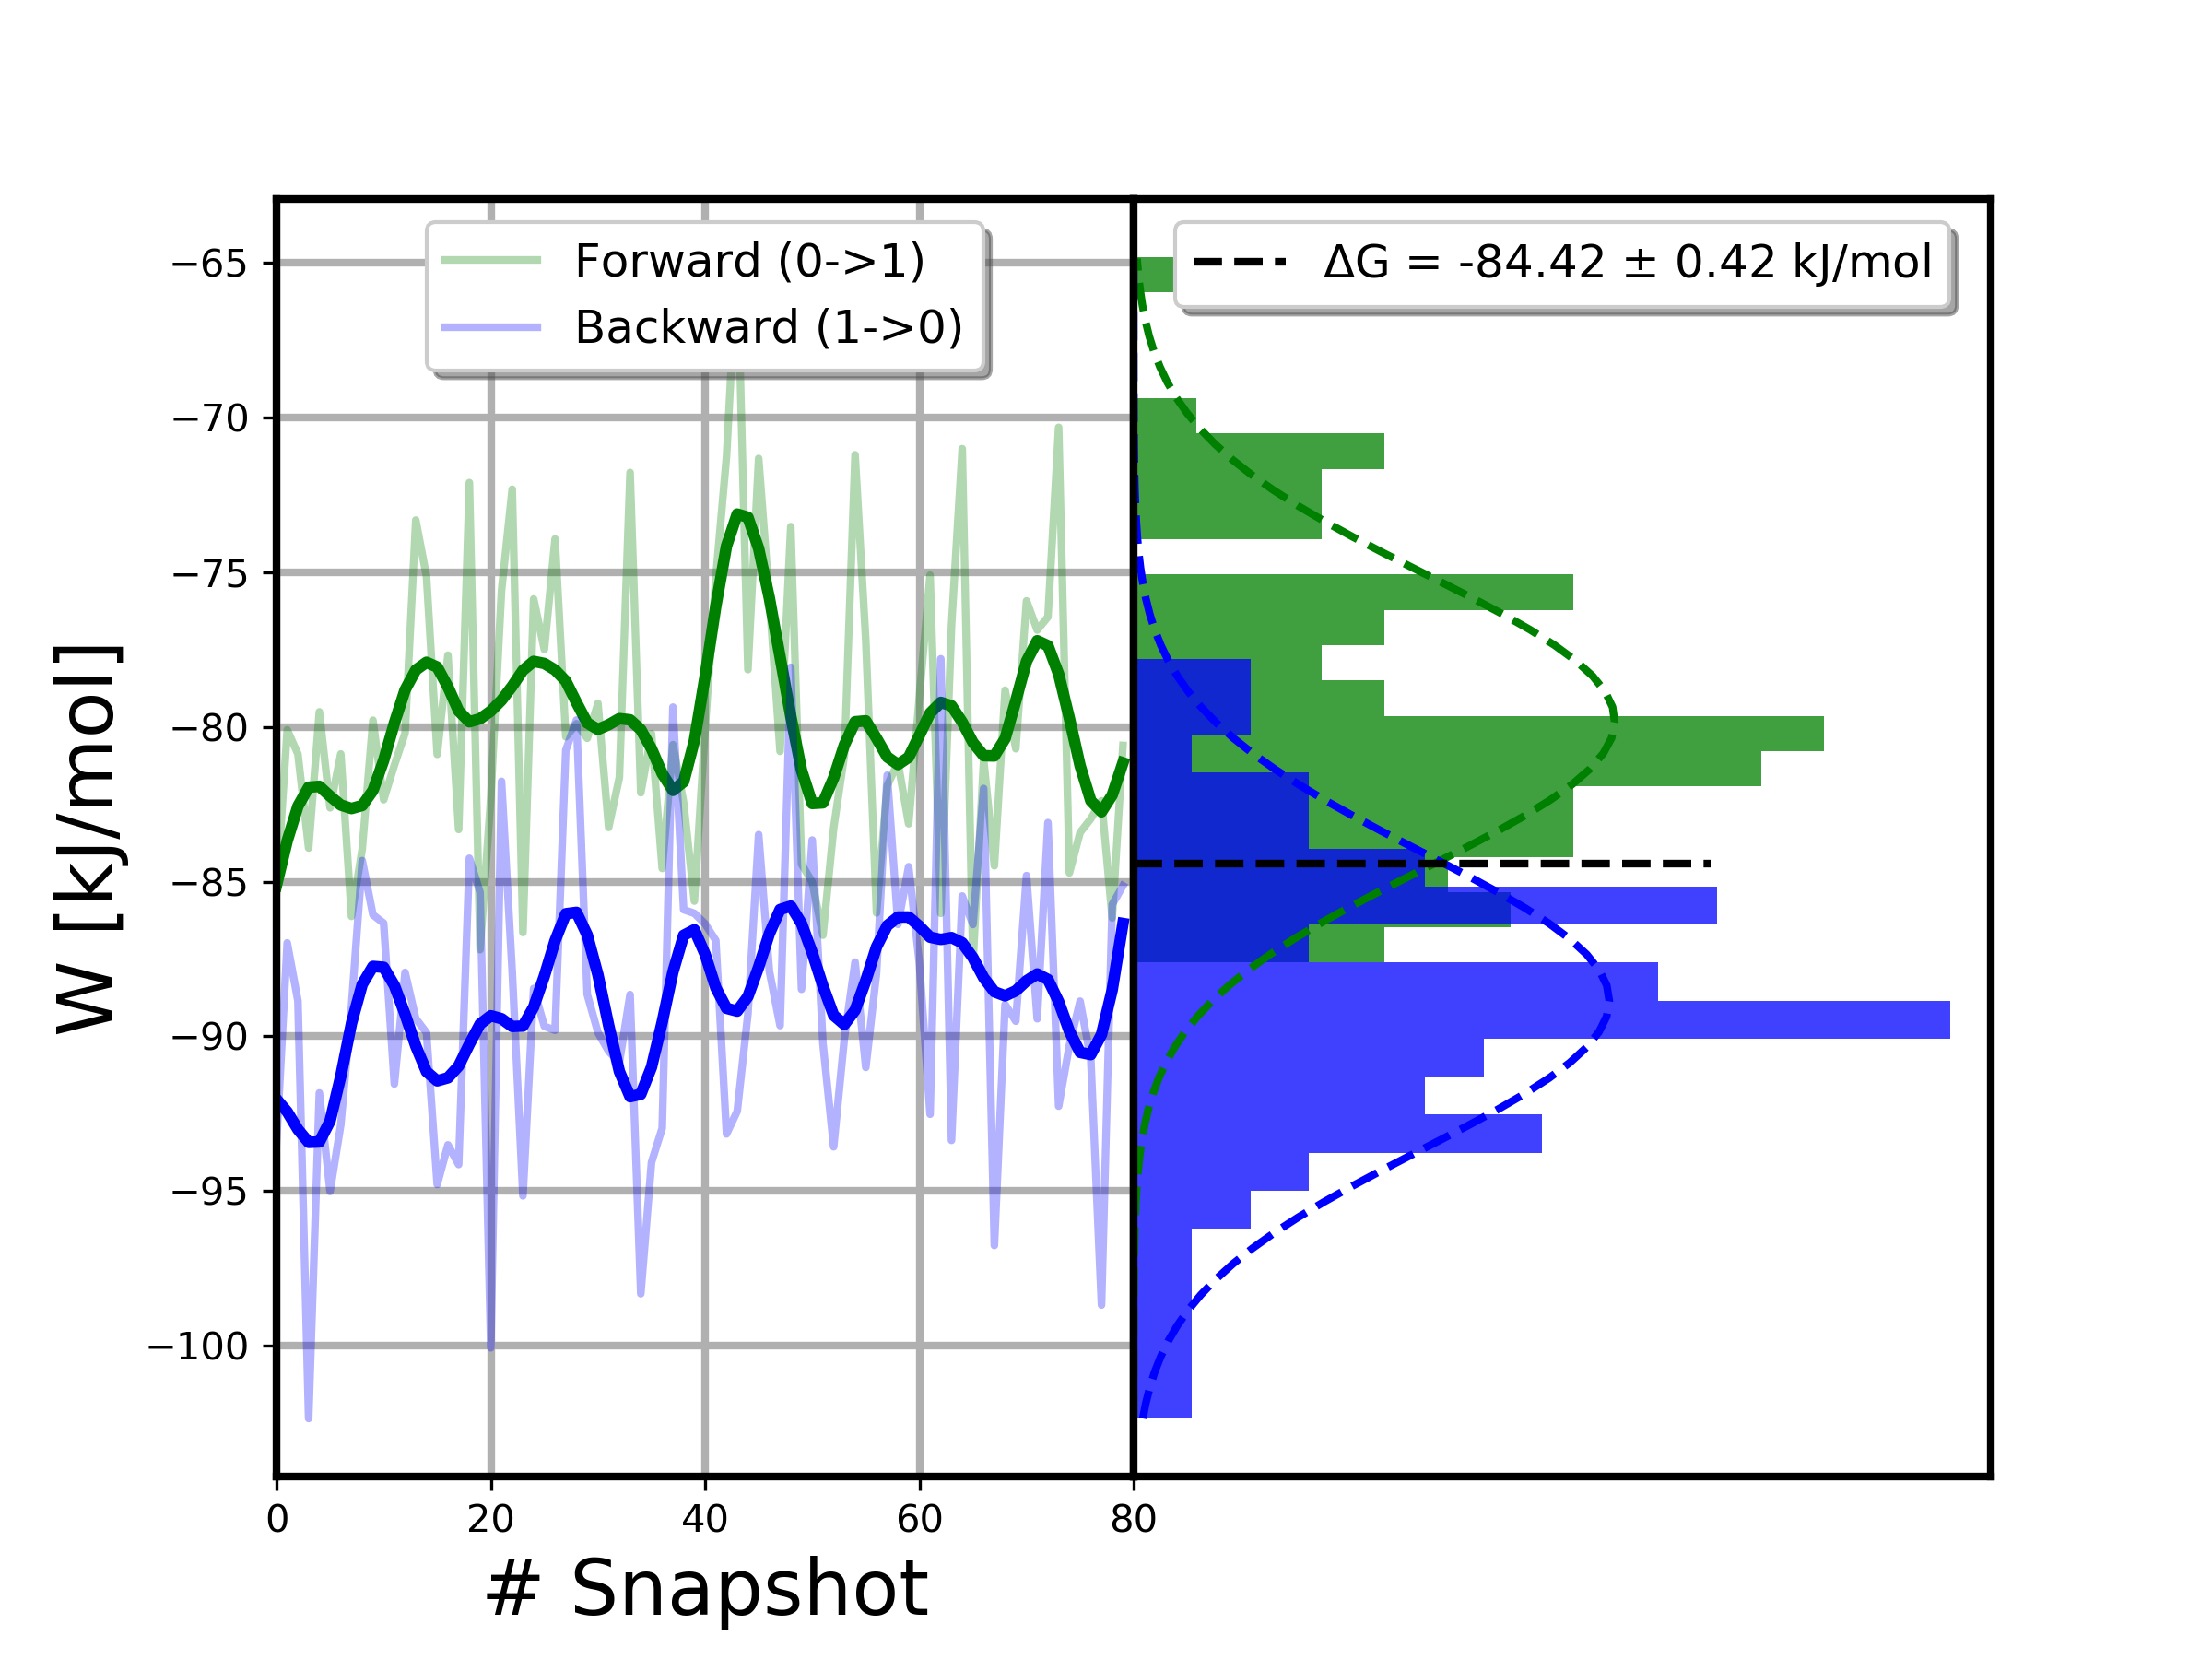 Forward (0->1)
Backward (1->0)
ΔG = -84.42 ± 0.42 kJ/mol
−65
−70
−75
−80
−85
−90
−95
−100
W [kJ/mol]
0 20 40 60 80
# Snapshot